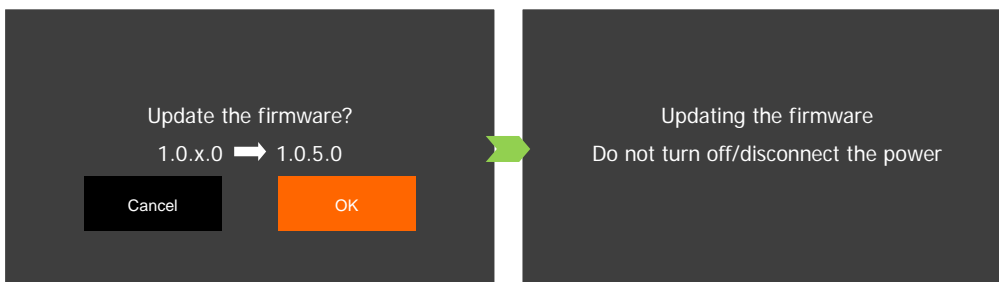 Update the firmware?
1.0.x.0 ➡ 1.0.5.0
Cancel
OK
Updating the firmware
Do not turn off/disconnect the power